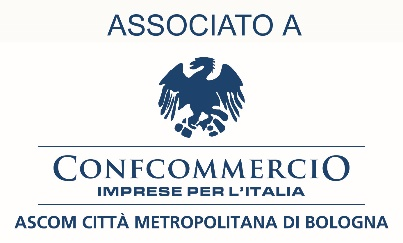 ASSOCIATO A
CONFCOMMERCIO
IMPRESE PER L'ITALIA
ASCOM CITTÀ METROPOLITANA DI BOLOGNA